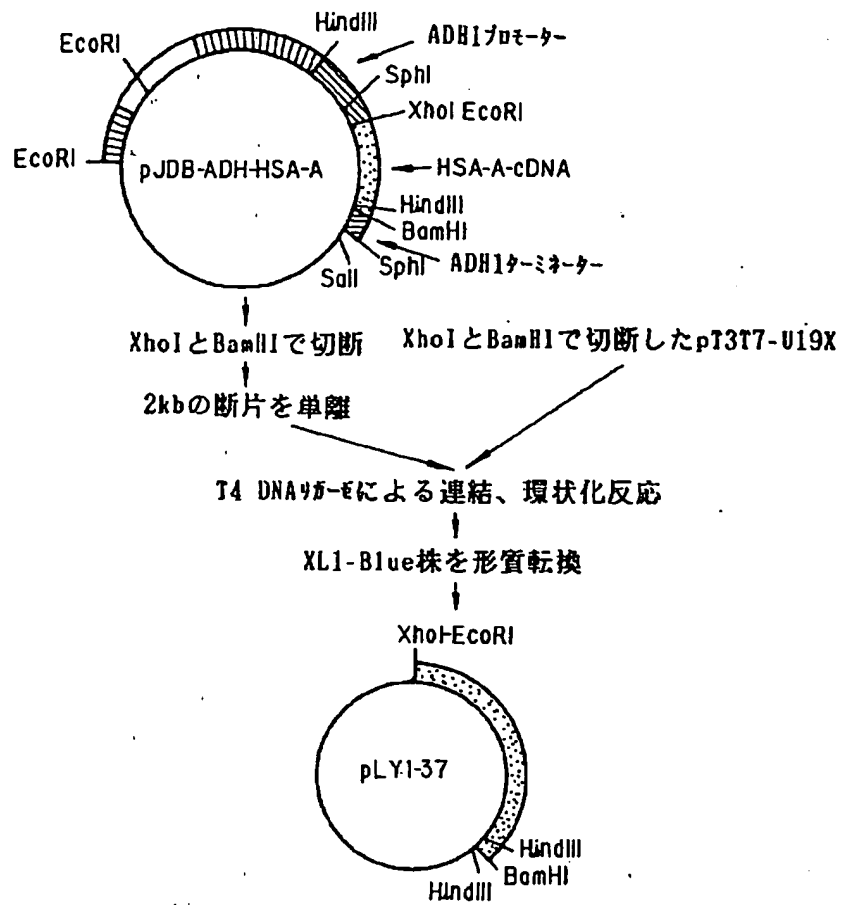 HindIII
ADH1プロモーター
EcoRI
SphI
XhoI EcoRI
EcoRI
pJDB-ADH-HSA-A
HSA-A-cDNA
HindIII
BamHI
SphI
ADH1ターミネーター
SalI
XhoIとBamHIで切断
XhoIとBamHIで切断したpT3T7-U19X
2kbの断片を単離
T4 DNAリガーゼによる連結、環状化反応
XL1-Blue株を形質転換
XhoI-EcoRI
pLY1-37
HindIII
BamHI
HindIII